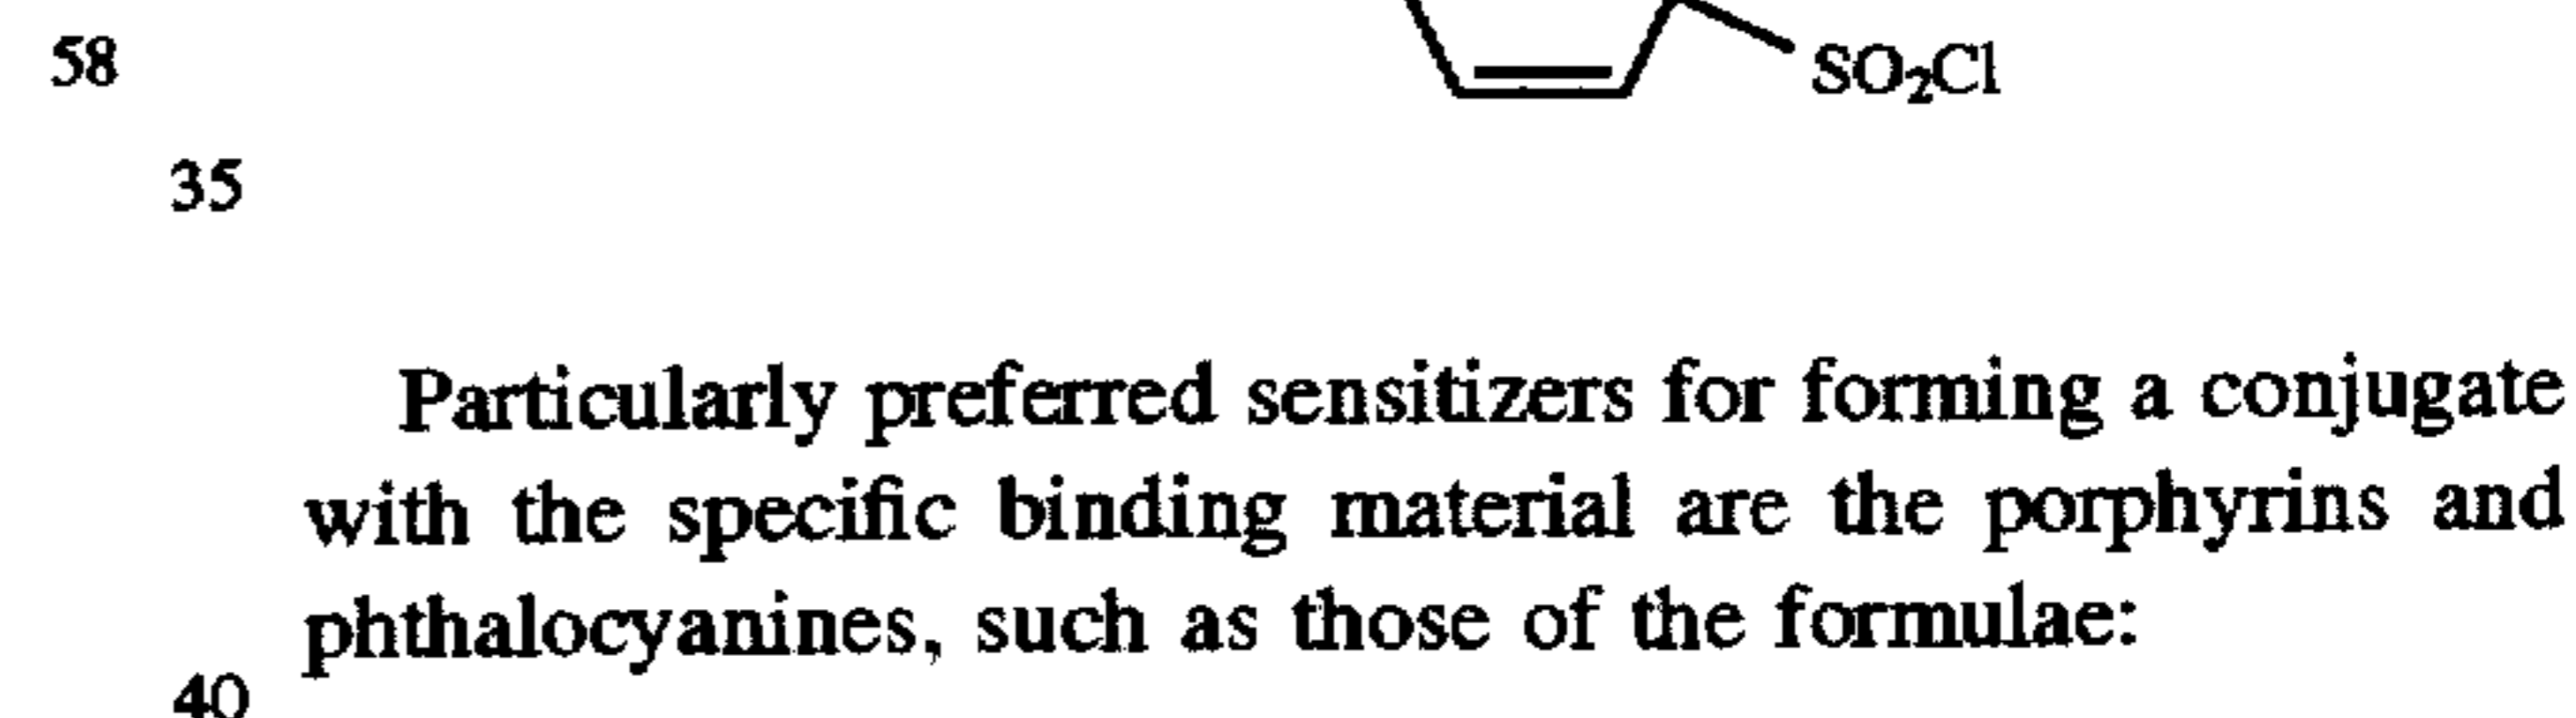 58
SO₂Cl
35
Particularly preferred sensitizers for forming a conjugate
with the specific binding material are the porphyrins and
phthalocyanines, such as those of the formulae:
40